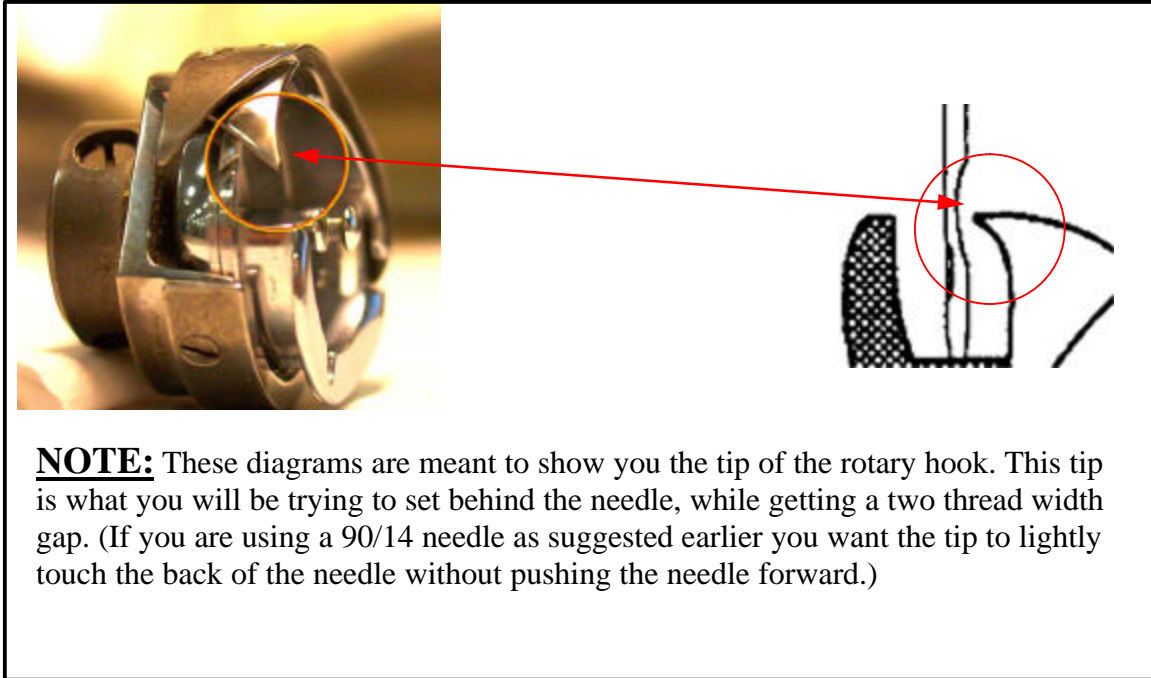 NOTE: These diagrams are meant to show you the tip of the rotary hook. This tip
is what you will be trying to set behind the needle, while getting a two thread width
gap. (If you are using a 90/14 needle as suggested earlier you want the tip to lightly
touch the back of the needle without pushing the needle forward.)